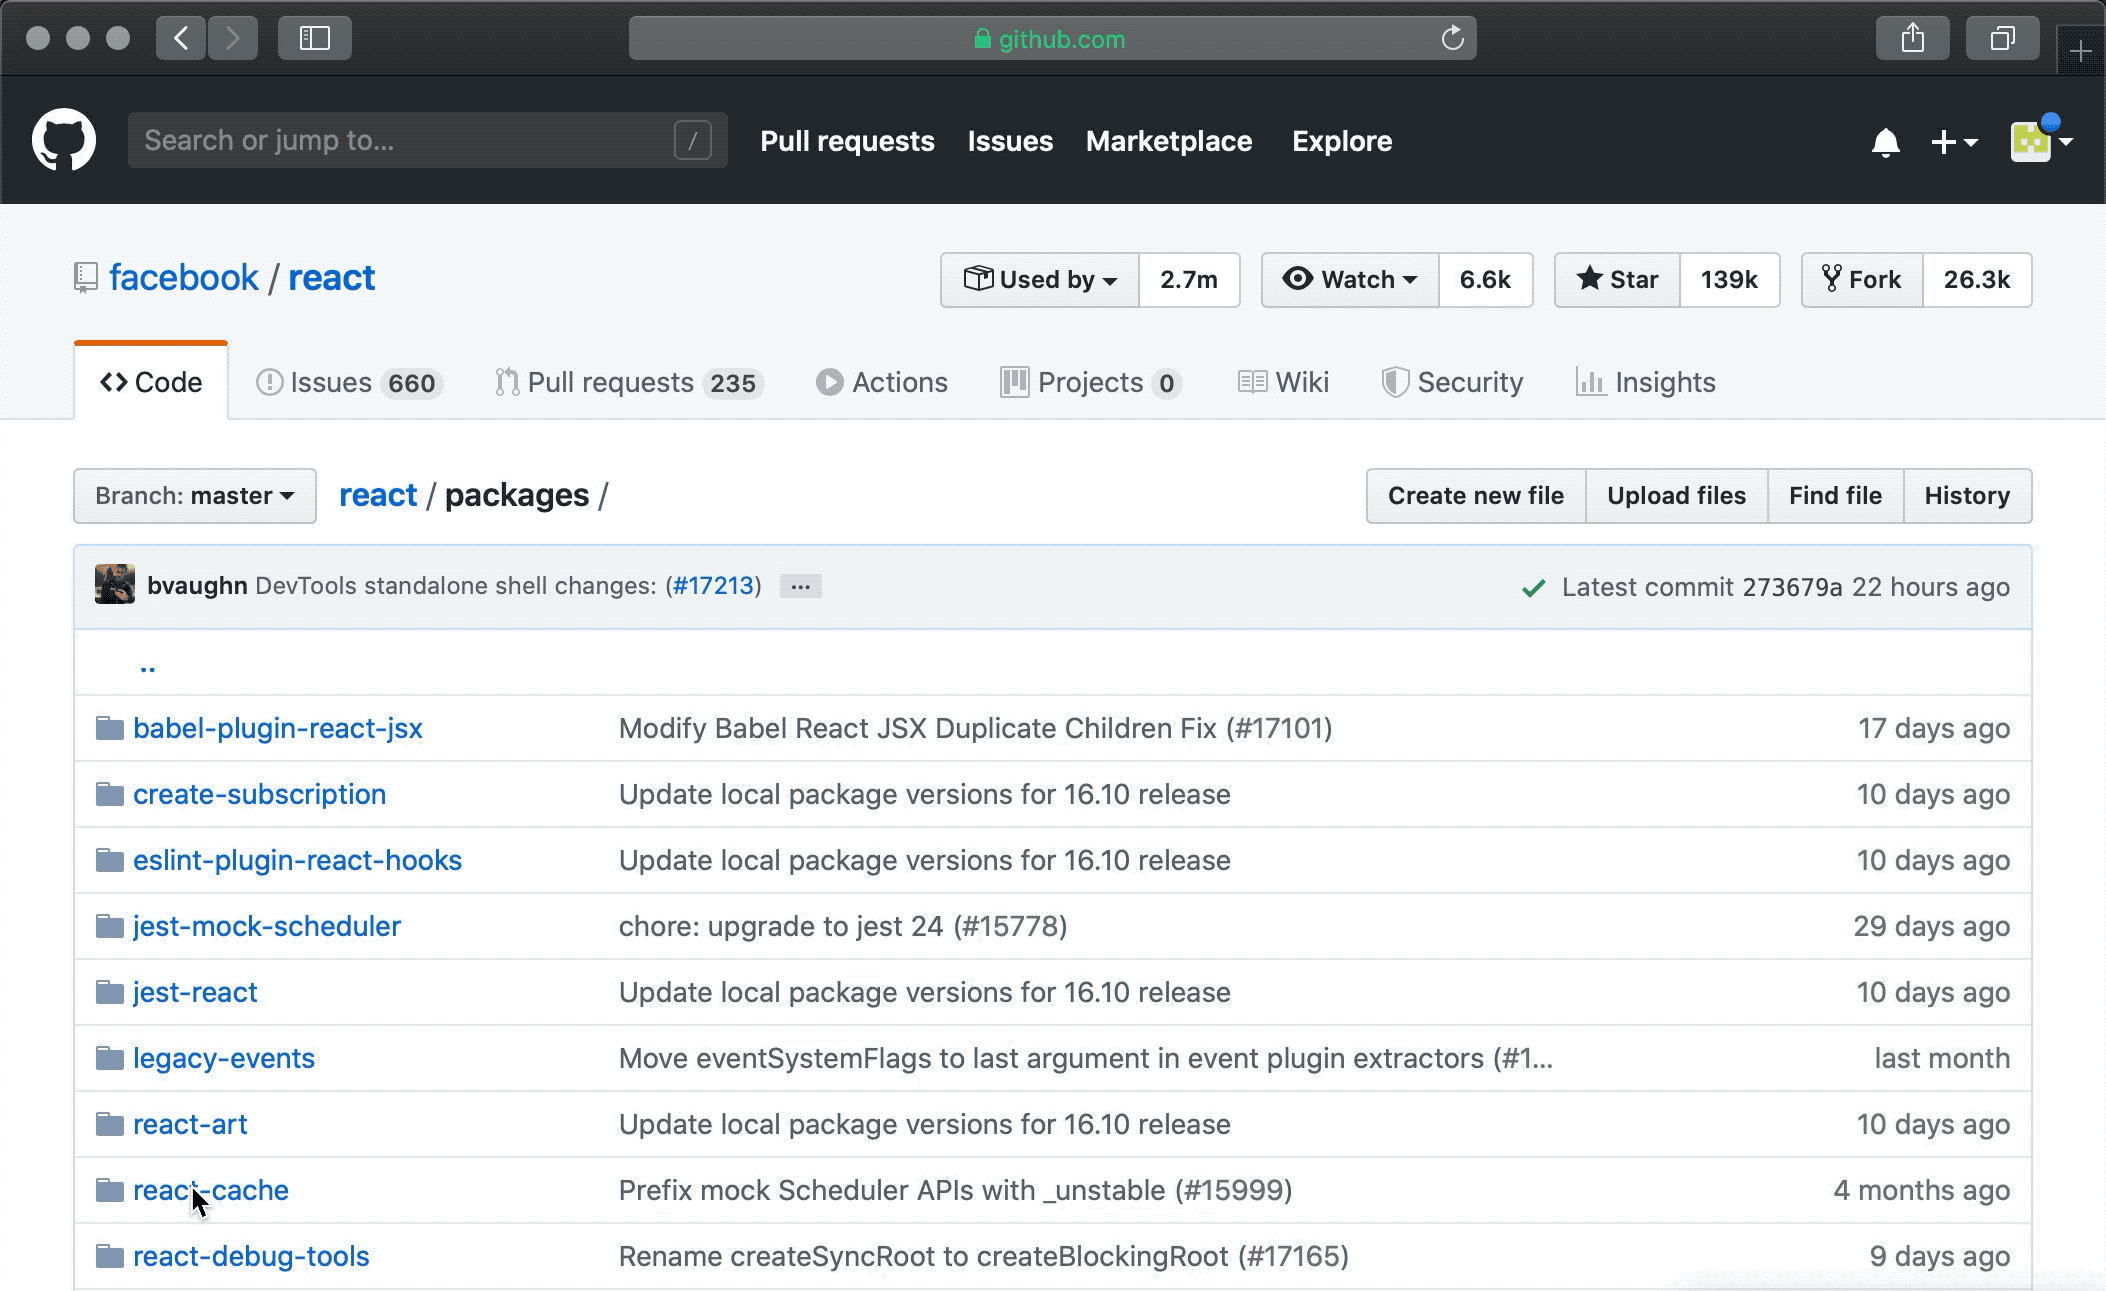 github.com
Search or jump to... /
Pull requests Issues Marketplace Explore
facebook / react
Used by 2.7m Watch 6.6k Star 139k Fork 26.3k
Code Issues 660 Pull requests 235 Actions Projects 0 Wiki Security Insights
Branch: master react / packages / Create new file Upload files Find file History
bvaughn DevTools standalone shell changes: (#17213) ... Latest commit 273679a 22 hours ago
..
babel-plugin-react-jsx Modify Babel React JSX Duplicate Children Fix (#17101) 17 days ago
create-subscription Update local package versions for 16.10 release 10 days ago
eslint-plugin-react-hooks Update local package versions for 16.10 release 10 days ago
jest-mock-scheduler chore: upgrade to jest 24 (#15778) 29 days ago
jest-react Update local package versions for 16.10 release 10 days ago
legacy-events Move eventSystemFlags to last argument in event plugin extractors (#1... last month
react-art Update local package versions for 16.10 release 10 days ago
react-cache Prefix mock Scheduler APIs with _unstable (#15999) 4 months ago
react-debug-tools Rename createSyncRoot to createBlockingRoot (#17165) 9 days ago